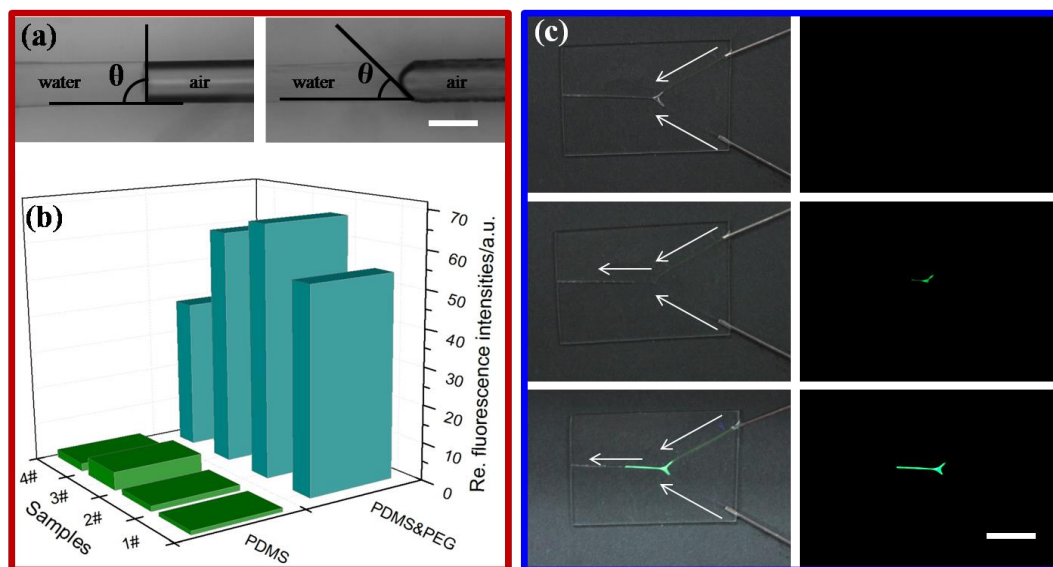 (a)
water
θ
air
water
θ
air
(b)
70
60
50
40
30
20
10
0
Re. fluorescence intensities/a.u.
4#
3#
2#
1#
Samples
PDMS
PDMS&PEG
(c)